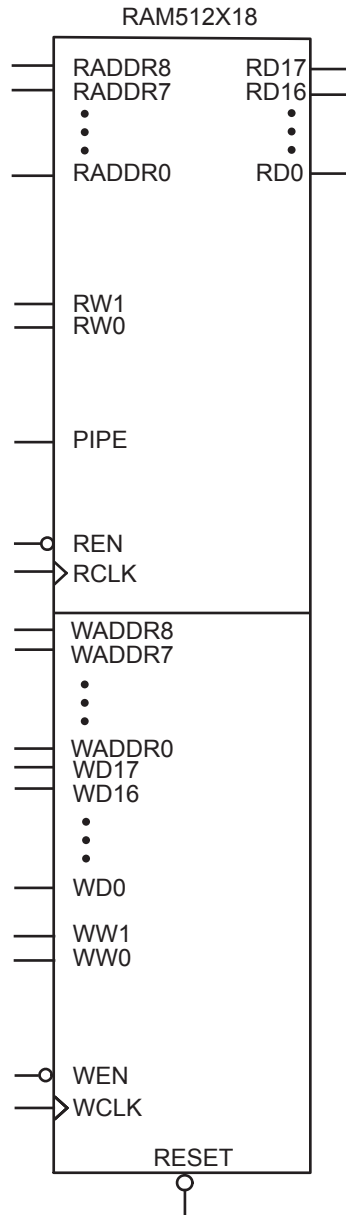 RAM512X18
RADDR8 RD17
RADDR7 RD16
RADDR0 RD0
RW1
RW0
PIPE
REN
RCLK
WADDR8
WADDR7
WADDR0
WD17
WD16
WD0
WW1
WW0
WEN
WCLK
RESET